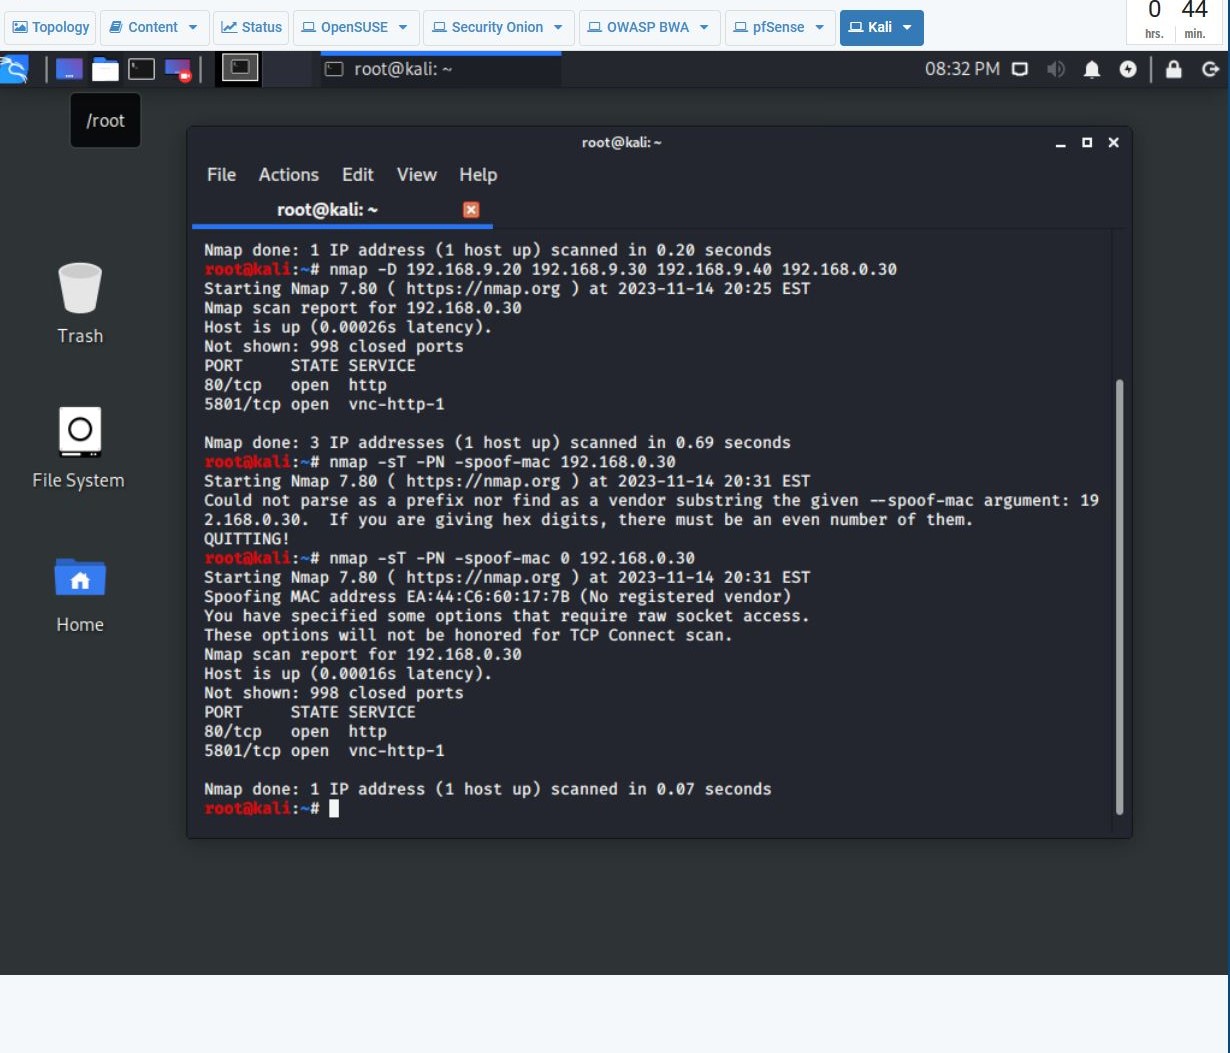 Topology Content Status OpenSUSE Security Onion OWASP BWA pfSense Kali
0 44
hrs. min.
root@kali: ~ 08:32 PM
/root
root@kali: ~
File Actions Edit View Help
root@kali: ~
Nmap done: 1 IP address (1 host up) scanned in 0.20 seconds
root@kali:~# nmap -D 192.168.9.20 192.168.9.30 192.168.9.40 192.168.0.30
Starting Nmap 7.80 ( https://nmap.org ) at 2023-11-14 20:25 EST
Nmap scan report for 192.168.0.30
Host is up (0.00026s latency).
Not shown: 998 closed ports
PORT     STATE SERVICE
80/tcp   open  http
5801/tcp open  vnc-http-1
Nmap done: 3 IP addresses (1 host up) scanned in 0.69 seconds
root@kali:~# nmap -sT -PN -spoof-mac 192.168.0.30
Starting Nmap 7.80 ( https://nmap.org ) at 2023-11-14 20:31 EST
Could not parse as a prefix nor find as a vendor substring the given --spoof-mac argument: 19
2.168.0.30.  If you are giving hex digits, there must be an even number of them.
QUITTING!
root@kali:~# nmap -sT -PN -spoof-mac 0 192.168.0.30
Starting Nmap 7.80 ( https://nmap.org ) at 2023-11-14 20:31 EST
Spoofing MAC address EA:44:C6:60:17:7B (No registered vendor)
You have specified some options that require raw socket access.
These options will not be honored for TCP Connect scan.
Nmap scan report for 192.168.0.30
Host is up (0.00016s latency).
Not shown: 998 closed ports
PORT     STATE SERVICE
80/tcp   open  http
5801/tcp open  vnc-http-1
Nmap done: 1 IP address (1 host up) scanned in 0.07 seconds
root@kali:~#
Trash
File System
Home